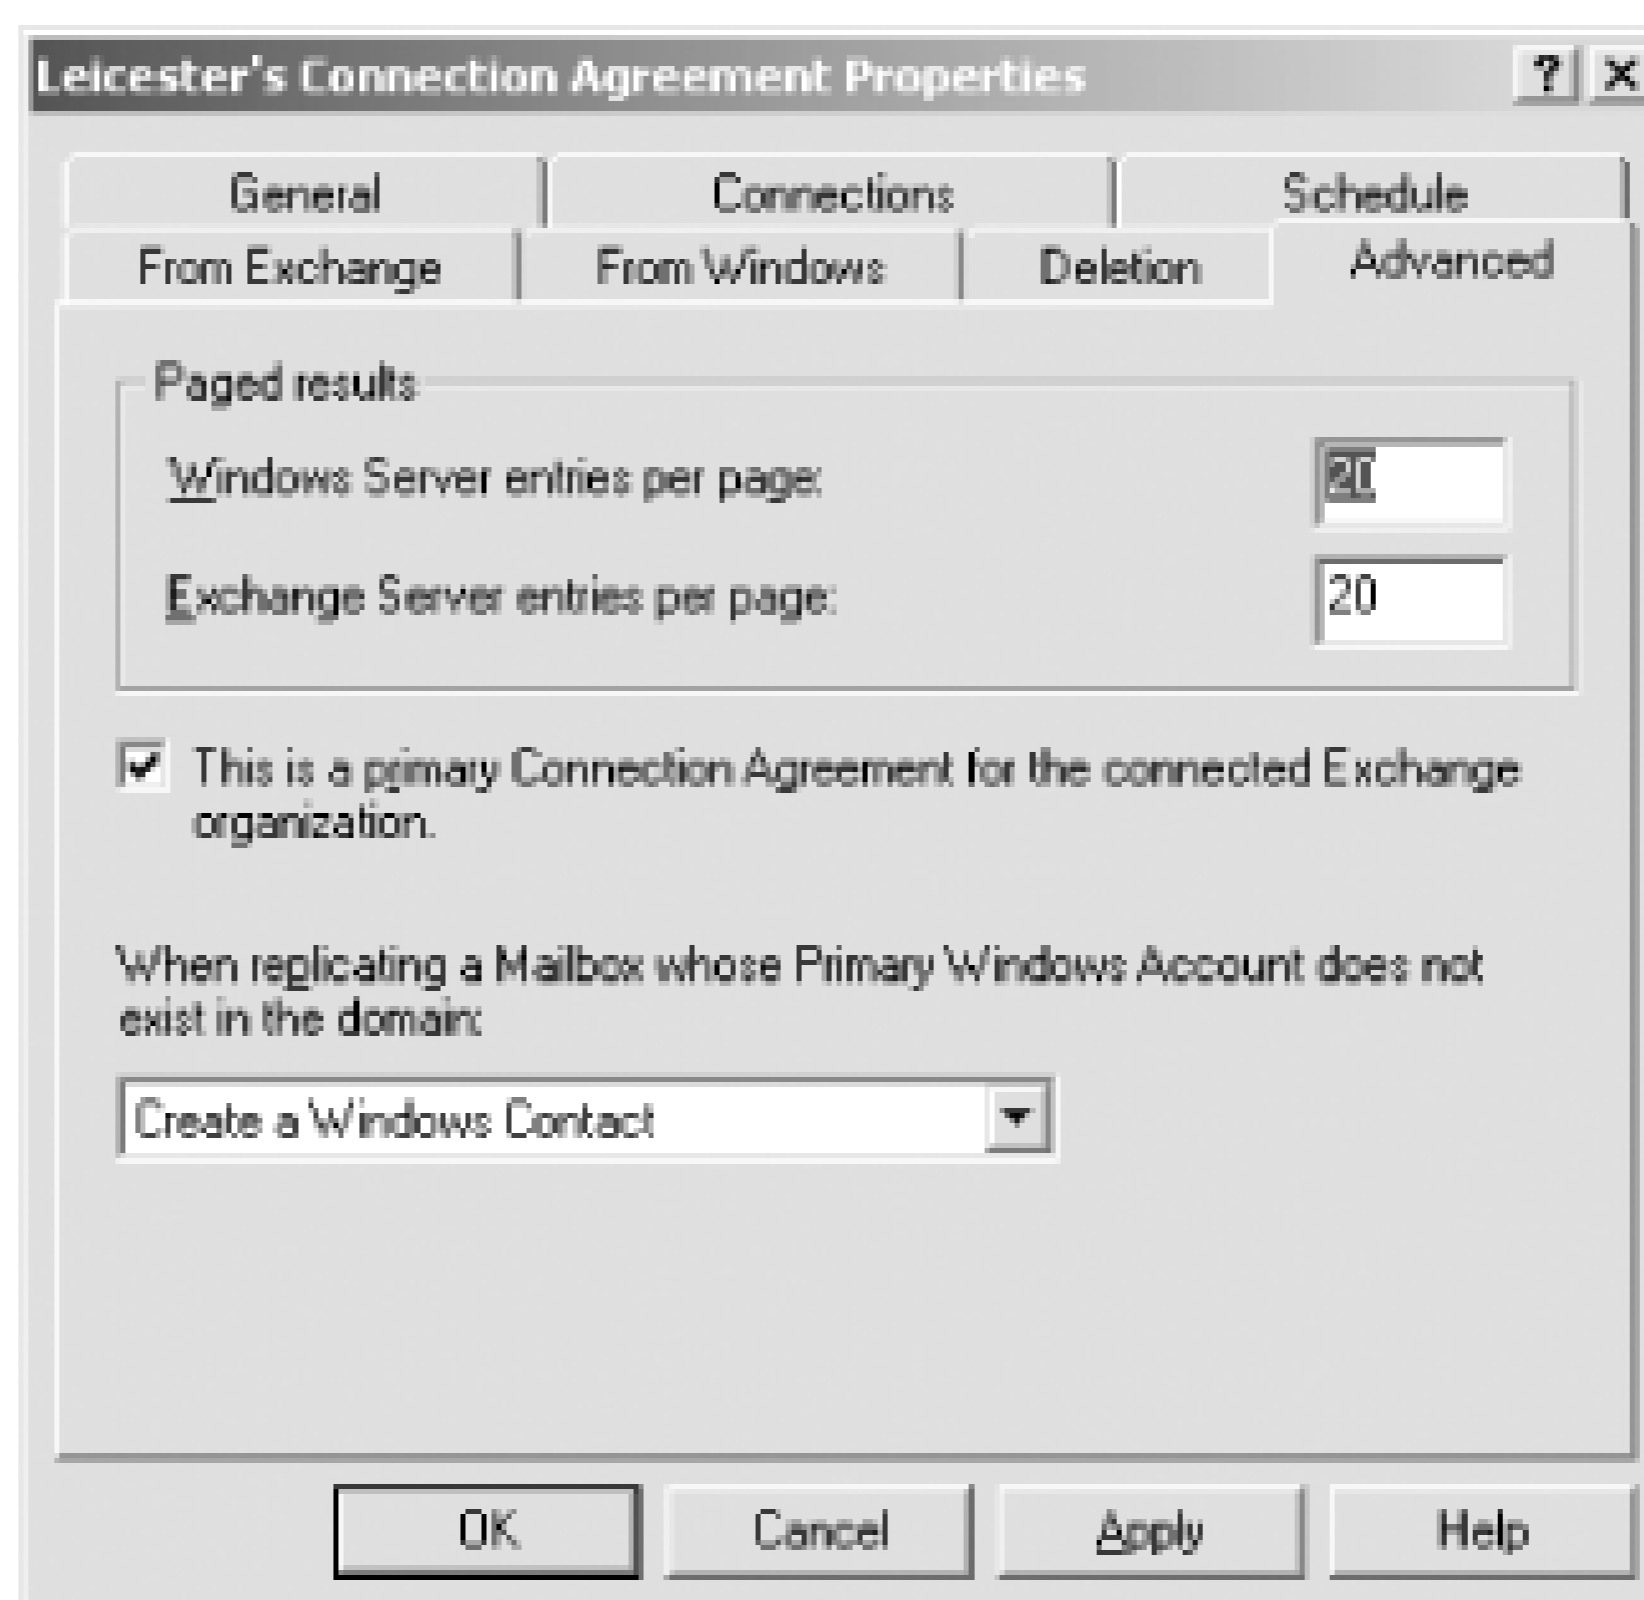 Leicester's Connection Agreement Properties
General Connections Schedule
From Exchange From Windows Deletion Advanced
Paged results
Windows Server entries per page: 20
Exchange Server entries per page: 20
This is a primary Connection Agreement for the connected Exchange
organization.
When replicating a Mailbox whose Primary Windows Account does not
exist in the domain:
Create a Windows Contact
OK Cancel Apply Help